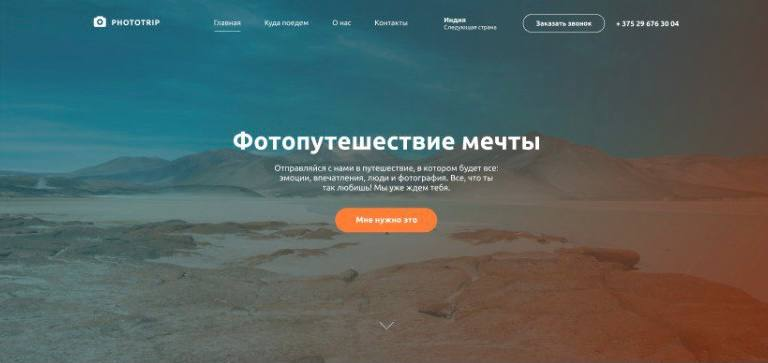 PHOTOTRIP
Главная
Куда поедем
О нас
Контакты
Индия
Следующая страна
Заказать звонок
+ 375 29 676 30 04
Фотопутешествие мечты
Отправляйся с нами в путешествие, в котором будет все:
эмоции, впечатления, люди и фотография. Все, что ты
так любишь! Мы уже ждем тебя.
Мне нужно это